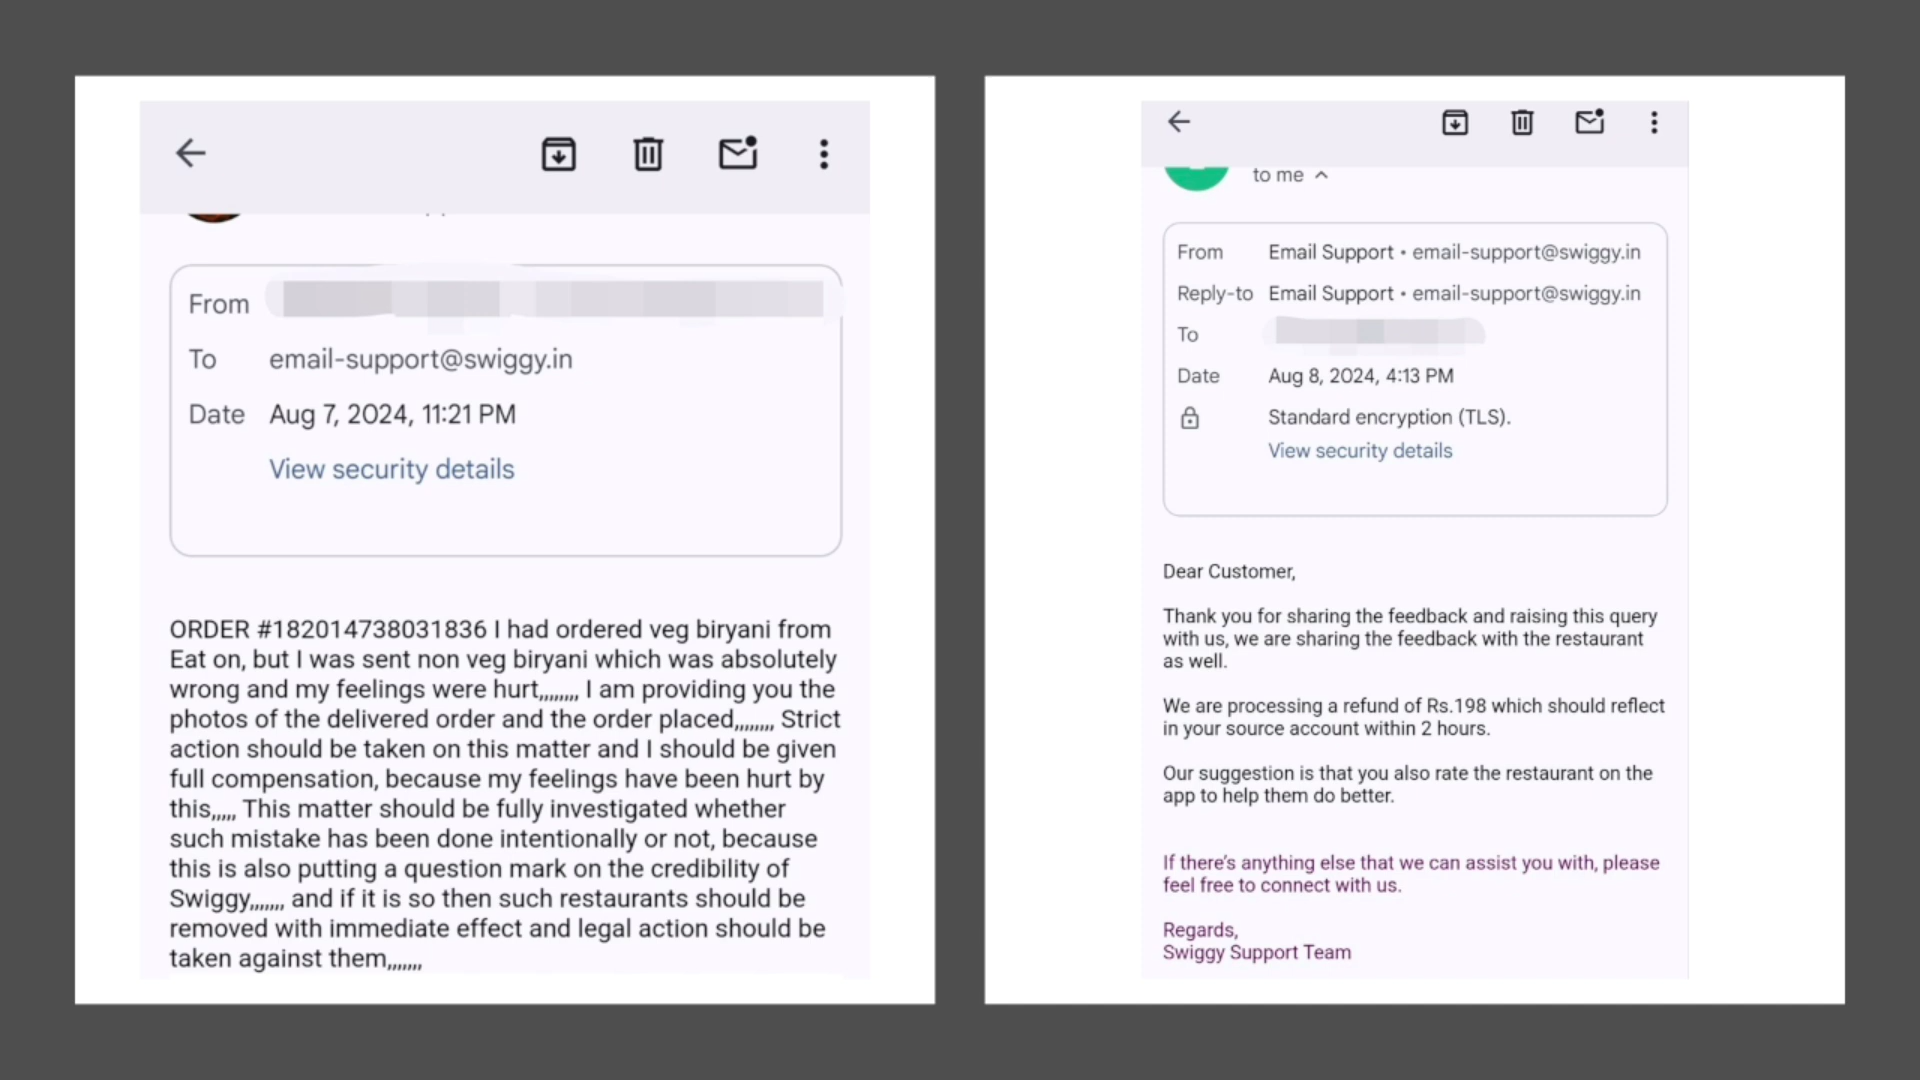 From
To email-support@swiggy.in
Date Aug 7, 2024, 11:21 PM
View security details
ORDER #182014738031836 I had ordered veg biryani from
Eat on, but I was sent non veg biryani which was absolutely
wrong and my feelings were hurt,,,,,,,, I am providing you the
photos of the delivered order and the order placed,,,,,,,, Strict
action should be taken on this matter and I should be given
full compensation, because my feelings have been hurt by
this,,,,, This matter should be fully investigated whether
such mistake has been done intentionally or not, because
this is also putting a question mark on the credibility of
Swiggy,,,,,,, and if it is so then such restaurants should be
removed with immediate effect and legal action should be
taken against them,,,,,,,
to me
From Email Support • email-support@swiggy.in
Reply-to Email Support • email-support@swiggy.in
To
Date Aug 8, 2024, 4:13 PM
Standard encryption (TLS).
View security details
Dear Customer,
Thank you for sharing the feedback and raising this query
with us, we are sharing the feedback with the restaurant
as well.
We are processing a refund of Rs.198 which should reflect
in your source account within 2 hours.
Our suggestion is that you also rate the restaurant on the
app to help them do better.
If there's anything else that we can assist you with, please
feel free to connect with us.
Regards,
Swiggy Support Team